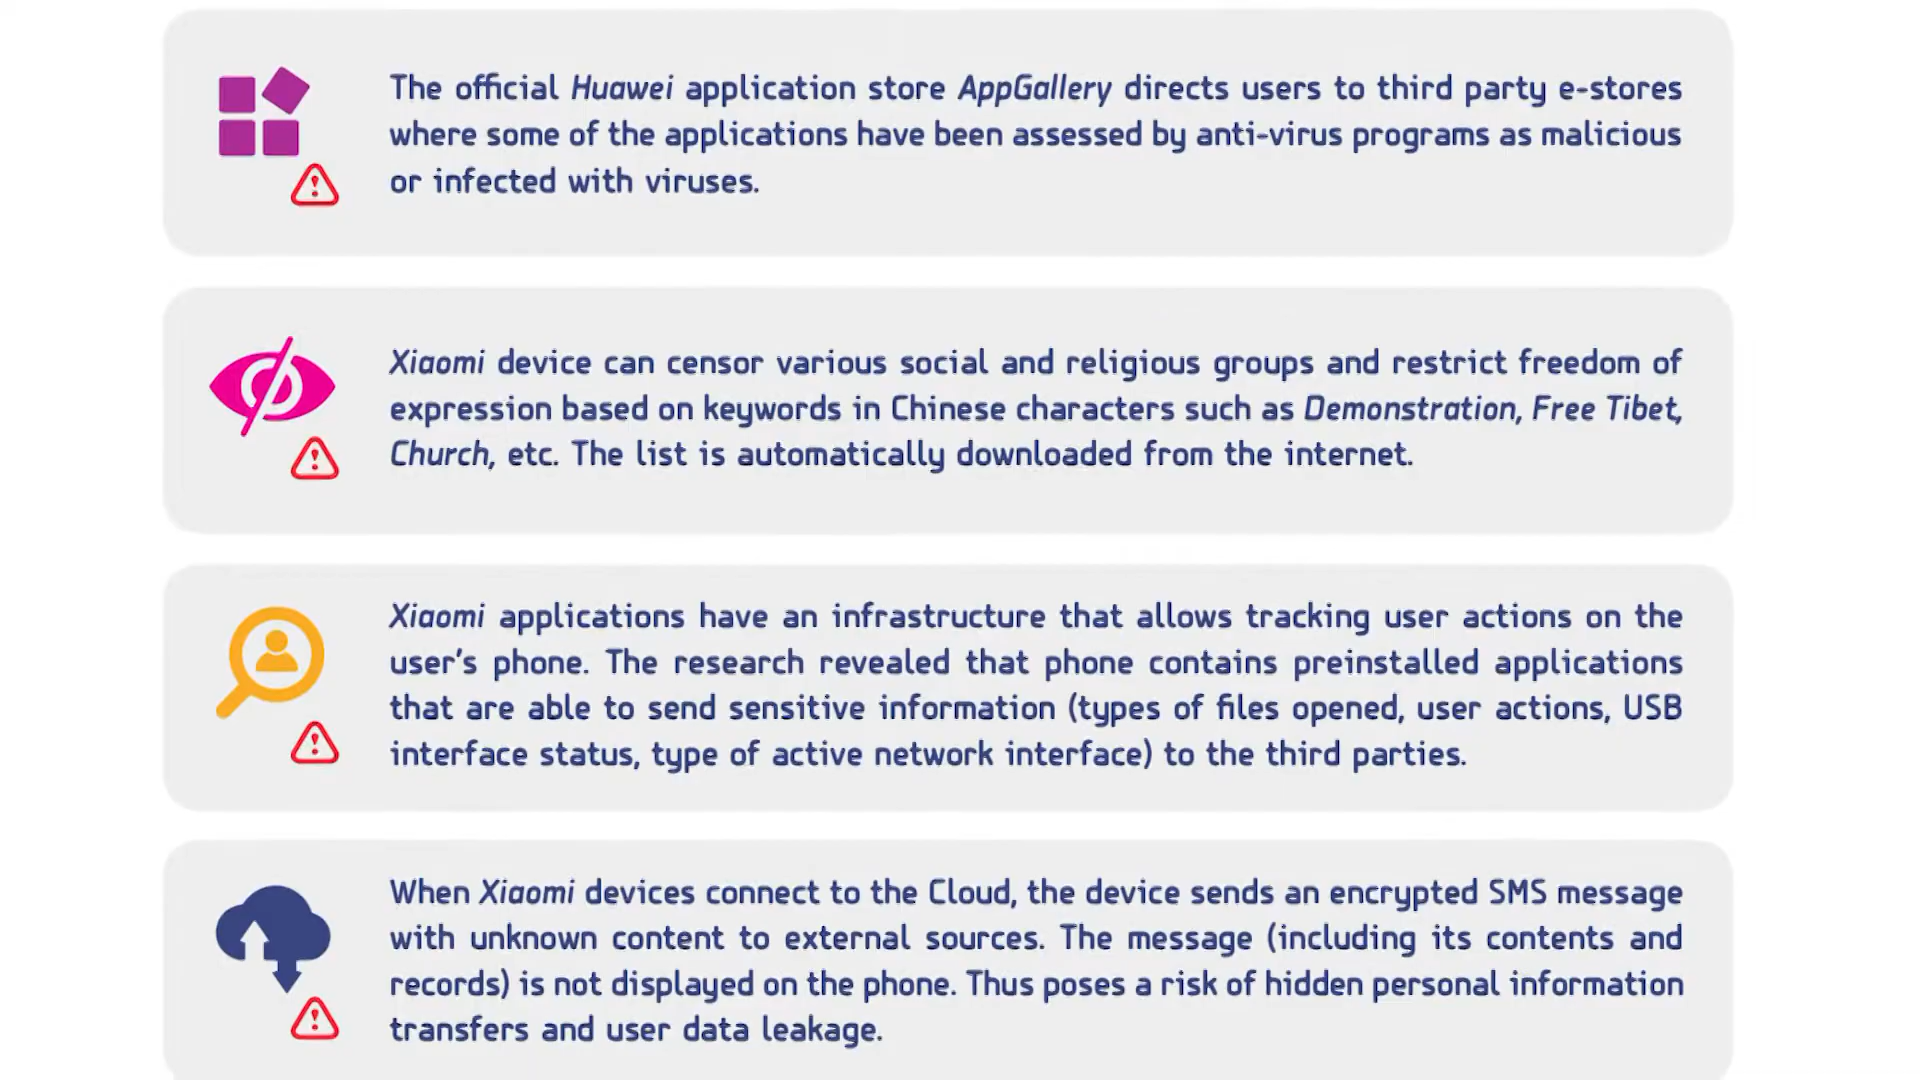 The official Huawei application store AppGallery directs users to third party e-stores
where some of the applications have been assessed by anti-virus programs as malicious
or infected with viruses.
Xiaomi device can censor various social and religious groups and restrict freedom of
expression based on keywords in Chinese characters such as Demonstration, Free Tibet,
Church, etc. The list is automatically downloaded from the internet.
Xiaomi applications have an infrastructure that allows tracking user actions on the
user's phone. The research revealed that phone contains preinstalled applications
that are able to send sensitive information (types of files opened, user actions, USB
interface status, type of active network interface) to the third parties.
When Xiaomi devices connect to the Cloud, the device sends an encrypted SMS message
with unknown content to external sources. The message (including its contents and
records) is not displayed on the phone. Thus poses a risk of hidden personal information
transfers and user data leakage.